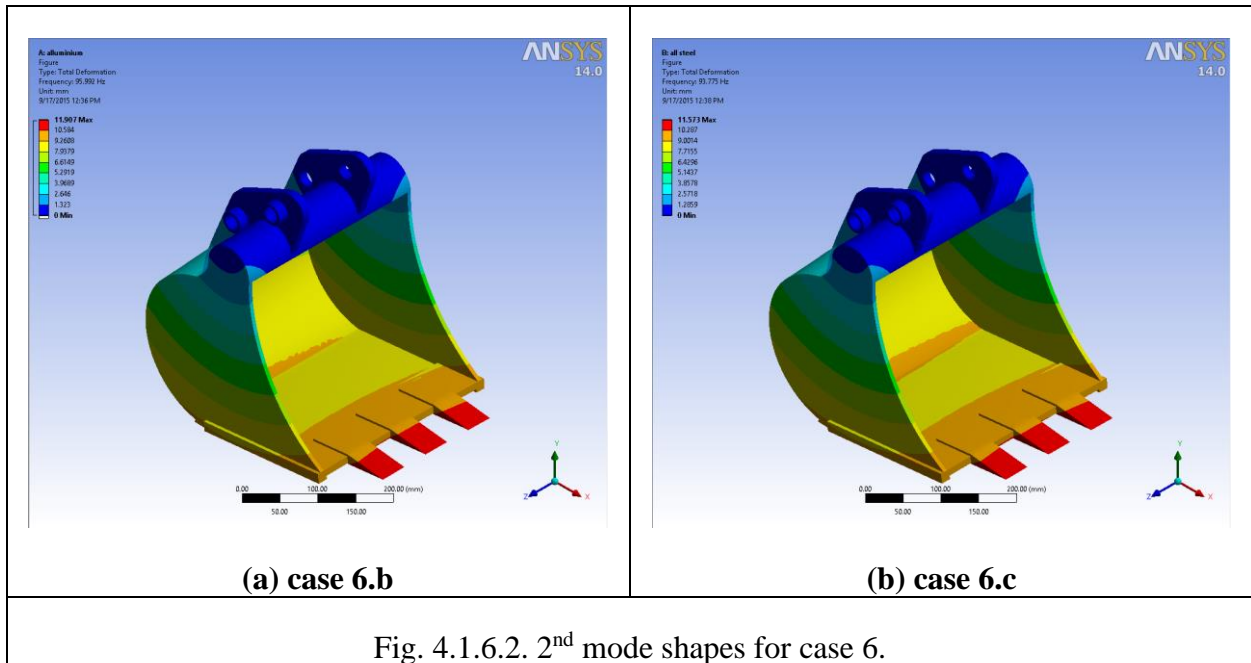 A: alluminium
Figure
Type: Total Deformation
Frequency: 95.992 Hz
Unit: mm
9/17/2015 12:36 PM
11.907 Max
10.584
9.2608
7.9379
6.6149
5.2919
3.9689
2.646
1.323
0 Min
ANSYS
14.0
0.00
100.00
200.00 (mm)
50.00
150.00
Y
Z
X
(a) case 6.b
B: all steel
Figure
Type: Total Deformation
Frequency: 93.775 Hz
Unit: mm
9/17/2015 12:38 PM
11.573 Max
10.287
9.0014
7.7155
6.4296
5.1437
3.8578
2.5718
1.2859
0 Min
ANSYS
14.0
0.00
100.00
200.00 (mm)
50.00
150.00
Y
Z
X
(b) case 6.c
Fig. 4.1.6.2. 2nd mode shapes for case 6.